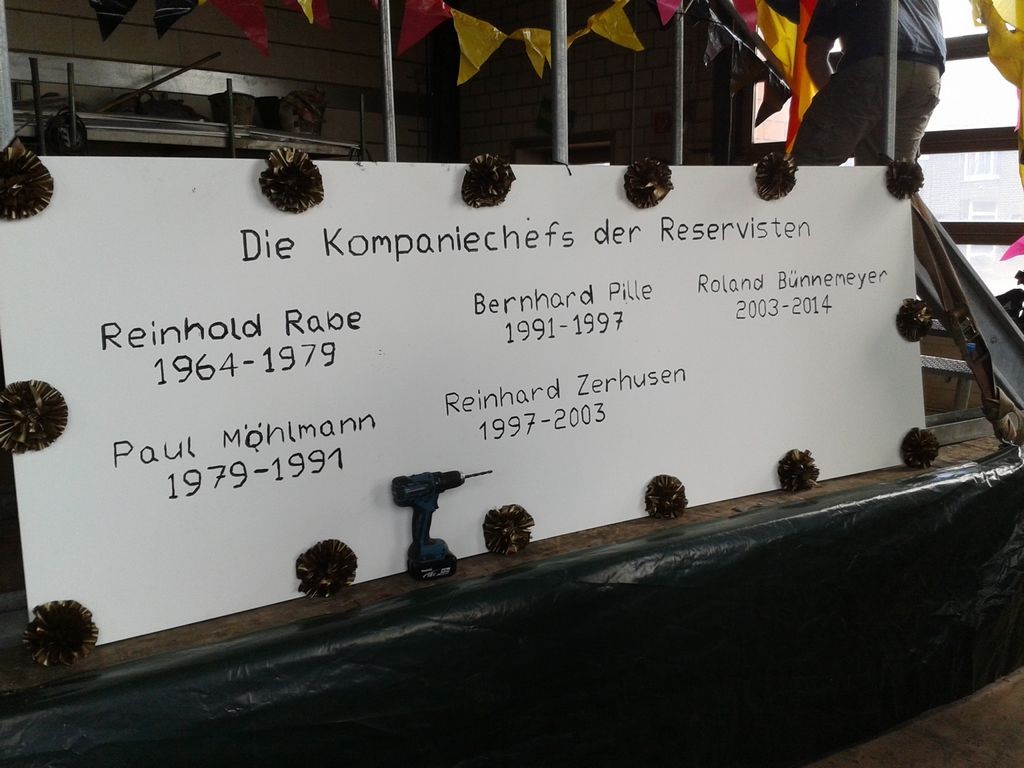 Die Kompaniechefs der Reservisten
Reinhold Rabe
1964-1979
Paul Möhlmann
1979-1991
Bernhard Pille
1991-1997
Reinhard Zerhusen
1997-2003
Roland Bünnemeyer
2003-2014